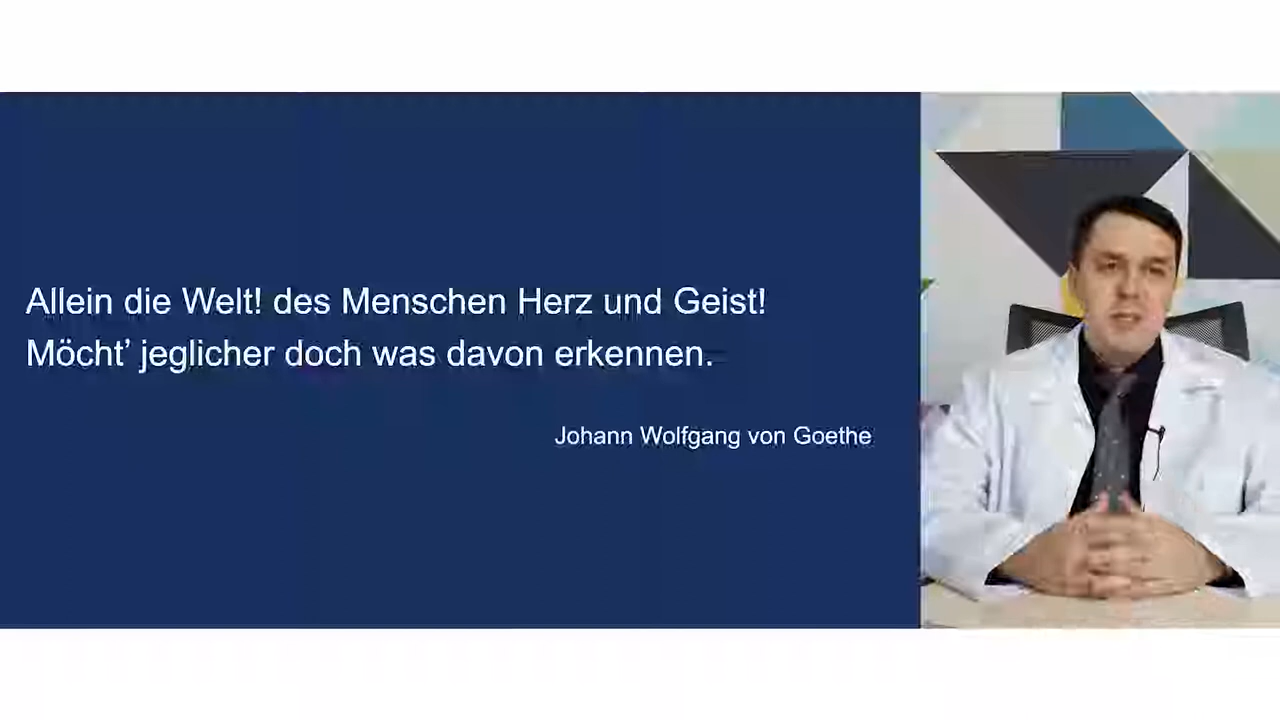 Allein die Welt! des Menschen Herz und Geist!
Möcht’ jeglicher doch was davon erkennen.
Johann Wolfgang von Goethe